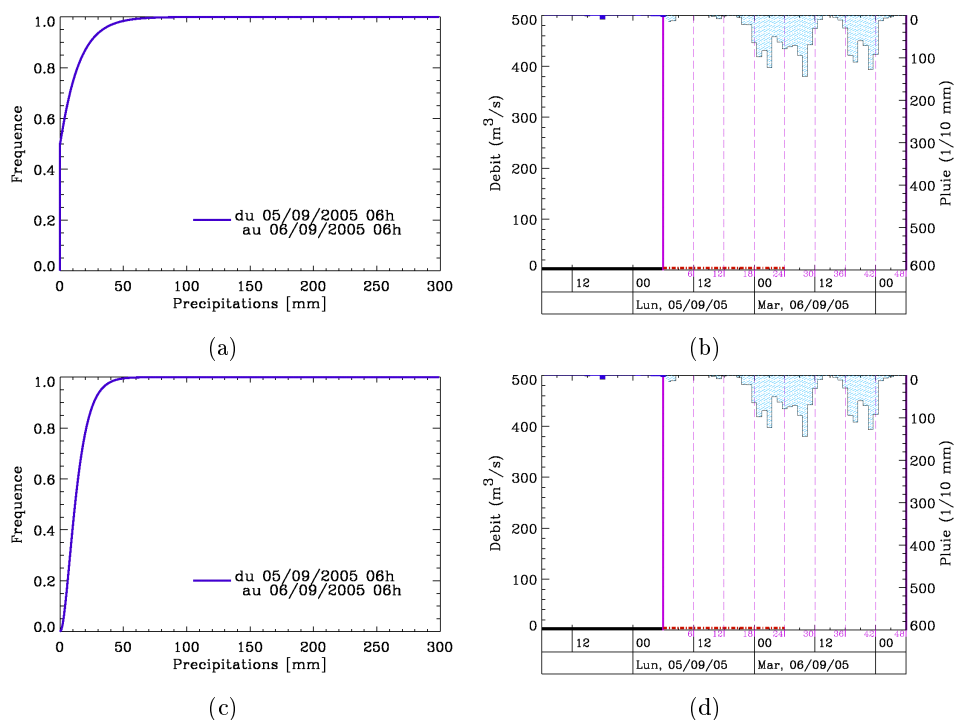 1.0
0.8
0.6
0.4
0.2
0.0
Frequence
du 05/09/2005 06h
au 06/09/2005 06h
0 50 100 150 200 250 300
Precipitations [mm]
(a)
500
400
300
200
100
0
Debit (m³/s)
0
100
200
300
400
500
600
Pluie (1/10 mm)
6 12 18 24 30 36 42 48
12 00 12 00 12 00
Lun, 05/09/05 Mar, 06/09/05
(b)
1.0
0.8
0.6
0.4
0.2
0.0
Frequence
du 05/09/2005 06h
au 06/09/2005 06h
0 50 100 150 200 250 300
Precipitations [mm]
(c)
500
400
300
200
100
0
Debit (m³/s)
0
100
200
300
400
500
600
Pluie (1/10 mm)
6 12 18 24 30 36 42 48
12 00 12 00 12 00
Lun, 05/09/05 Mar, 06/09/05
(d)